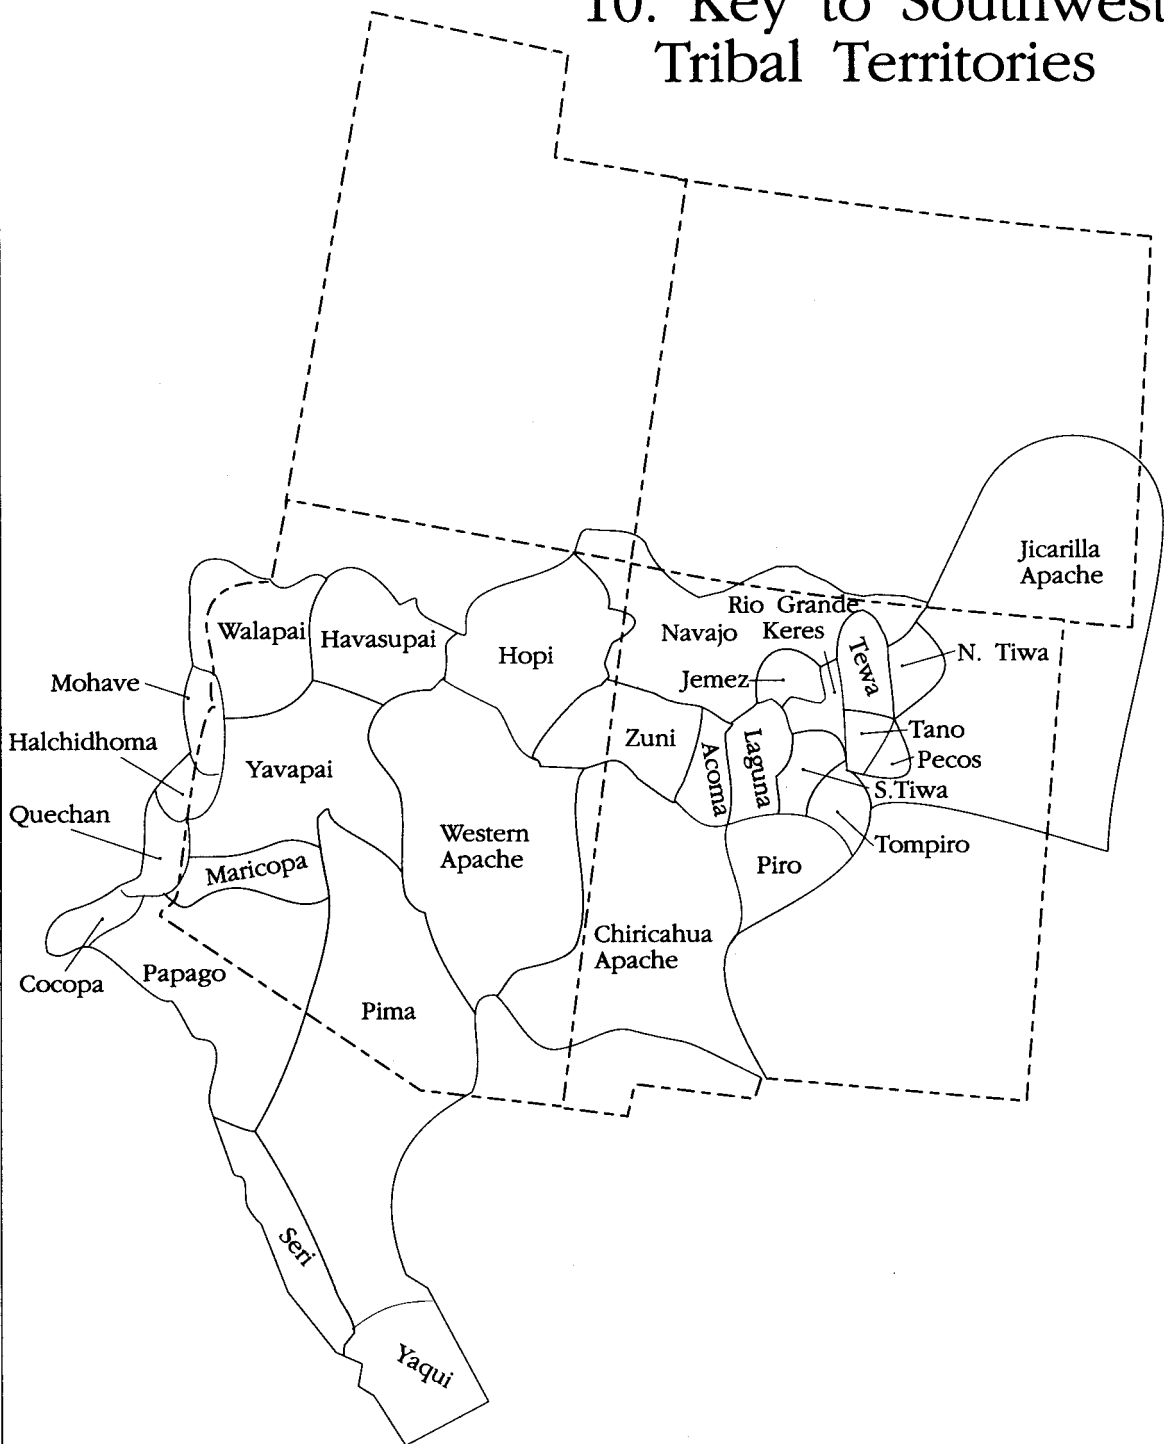 10. Key to Southwest
Tribal Territories
Jicarilla
Apache
Rio Grande
Keres
Navajo
Walapai
Havasupai
Hopi
Tewa
N. Tiwa
Mohave
Jemez
Halchidhoma
Yavapai
Zuni
Acoma
Laguna
Tano
Pecos
S.Tiwa
Quechan
Western
Apache
Tompiro
Maricopa
Piro
Chiricahua
Apache
Cocopa
Papago
Pima
Seri
Yaqui